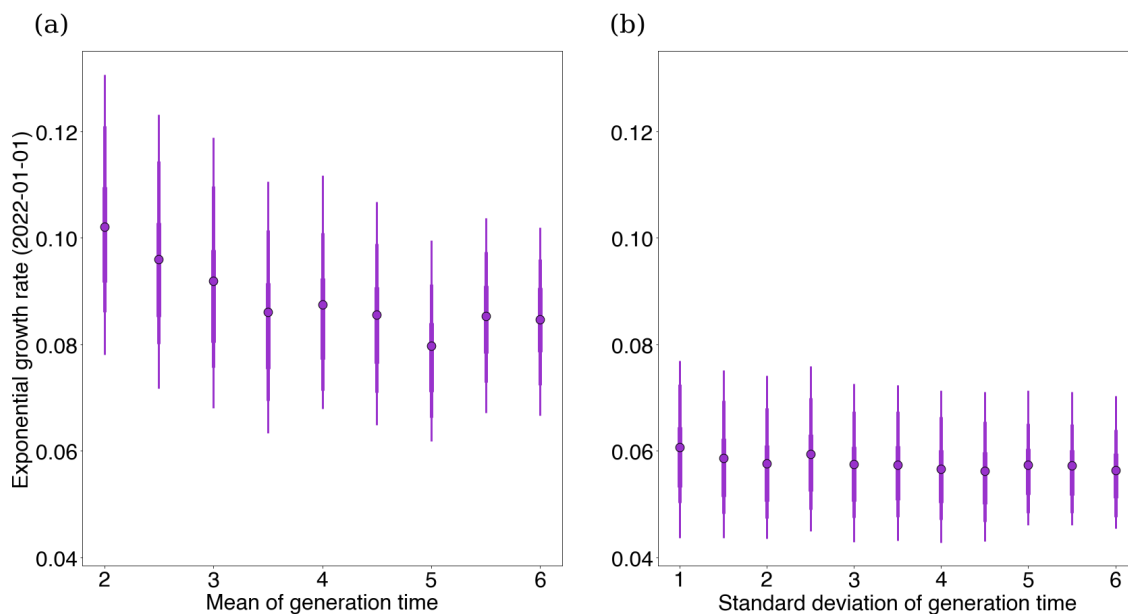 (a)
(b)
Exponential growth rate (2022-01-01)
0.12
0.10
0.08
0.06
0.04
2 3 4 5 6
Mean of generation time
0.12
0.10
0.08
0.06
0.04
1 2 3 4 5 6
Standard deviation of generation time